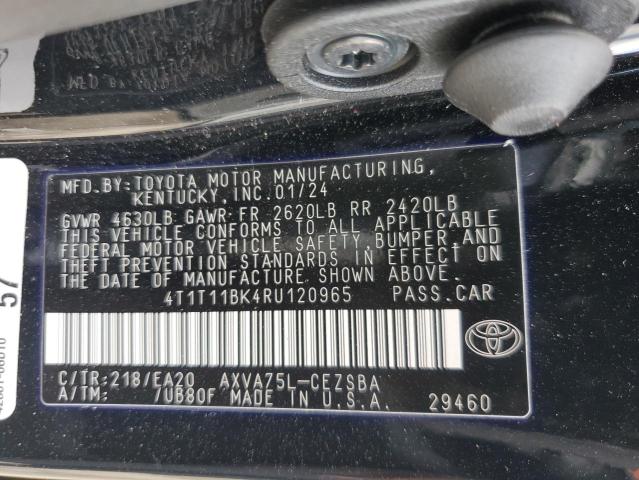 MFD.BY:TOYOTA MOTOR MANUFACTURING,
KENTUCKY, INC.01/24
GVWR 4630LB GAWR FR 2620LB RR 2420LB
THIS VEHICLE CONFORMS TO ALL APPLICABLE
FEDERAL MOTOR VEHICLE SAFETY,BUMPER,AND
THEFT PREVENTION STANDARDS IN EFFECT ON
THE DATE OF MANUFACTURE SHOWN ABOVE.
4T1T11BK4RU120965 PASS.CAR
C/TR:218/EA20 AXVA75L-CEZSBA
A/TM: /UB80F MADE IN U.S.A. 29460
57